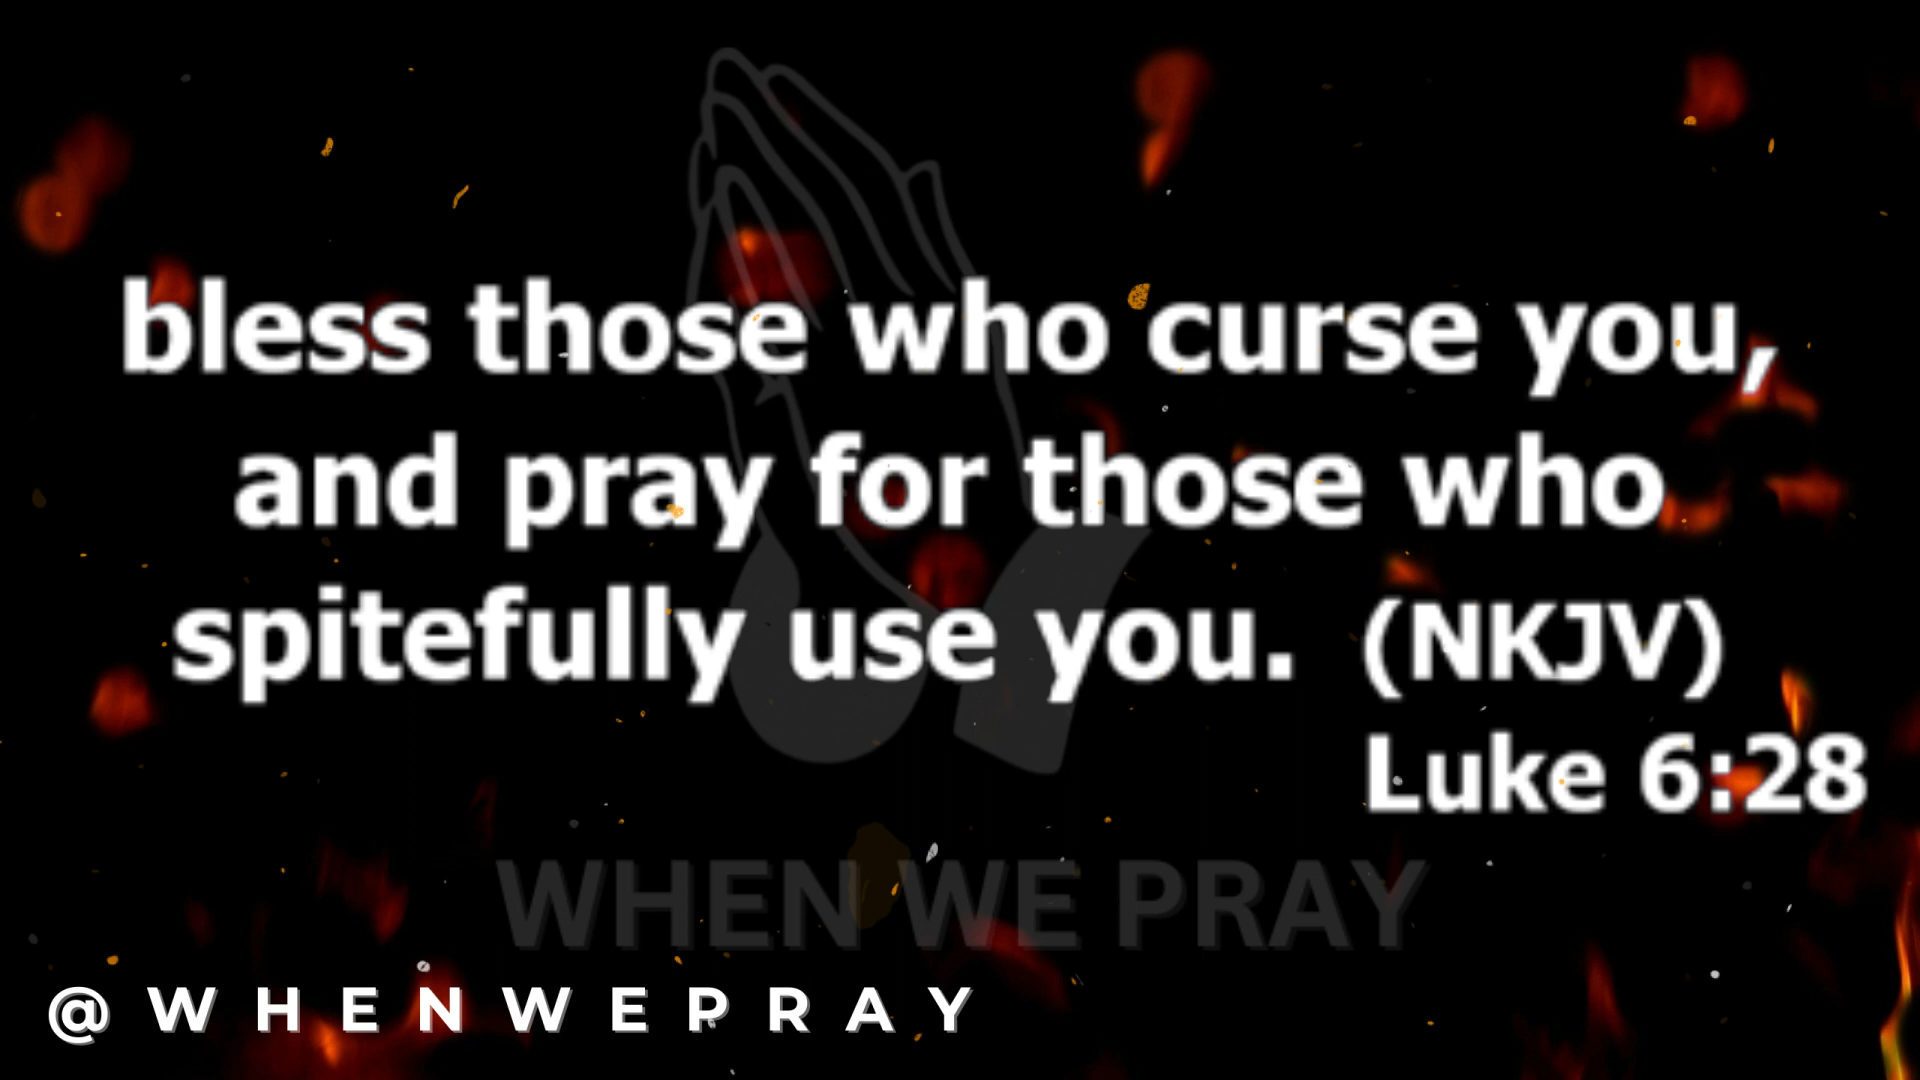 bless those who curse you,
and pray for those who
spitefully use you. (NKJV)
Luke 6:28
WHEN WE PRAY
@WHENWEPRAY